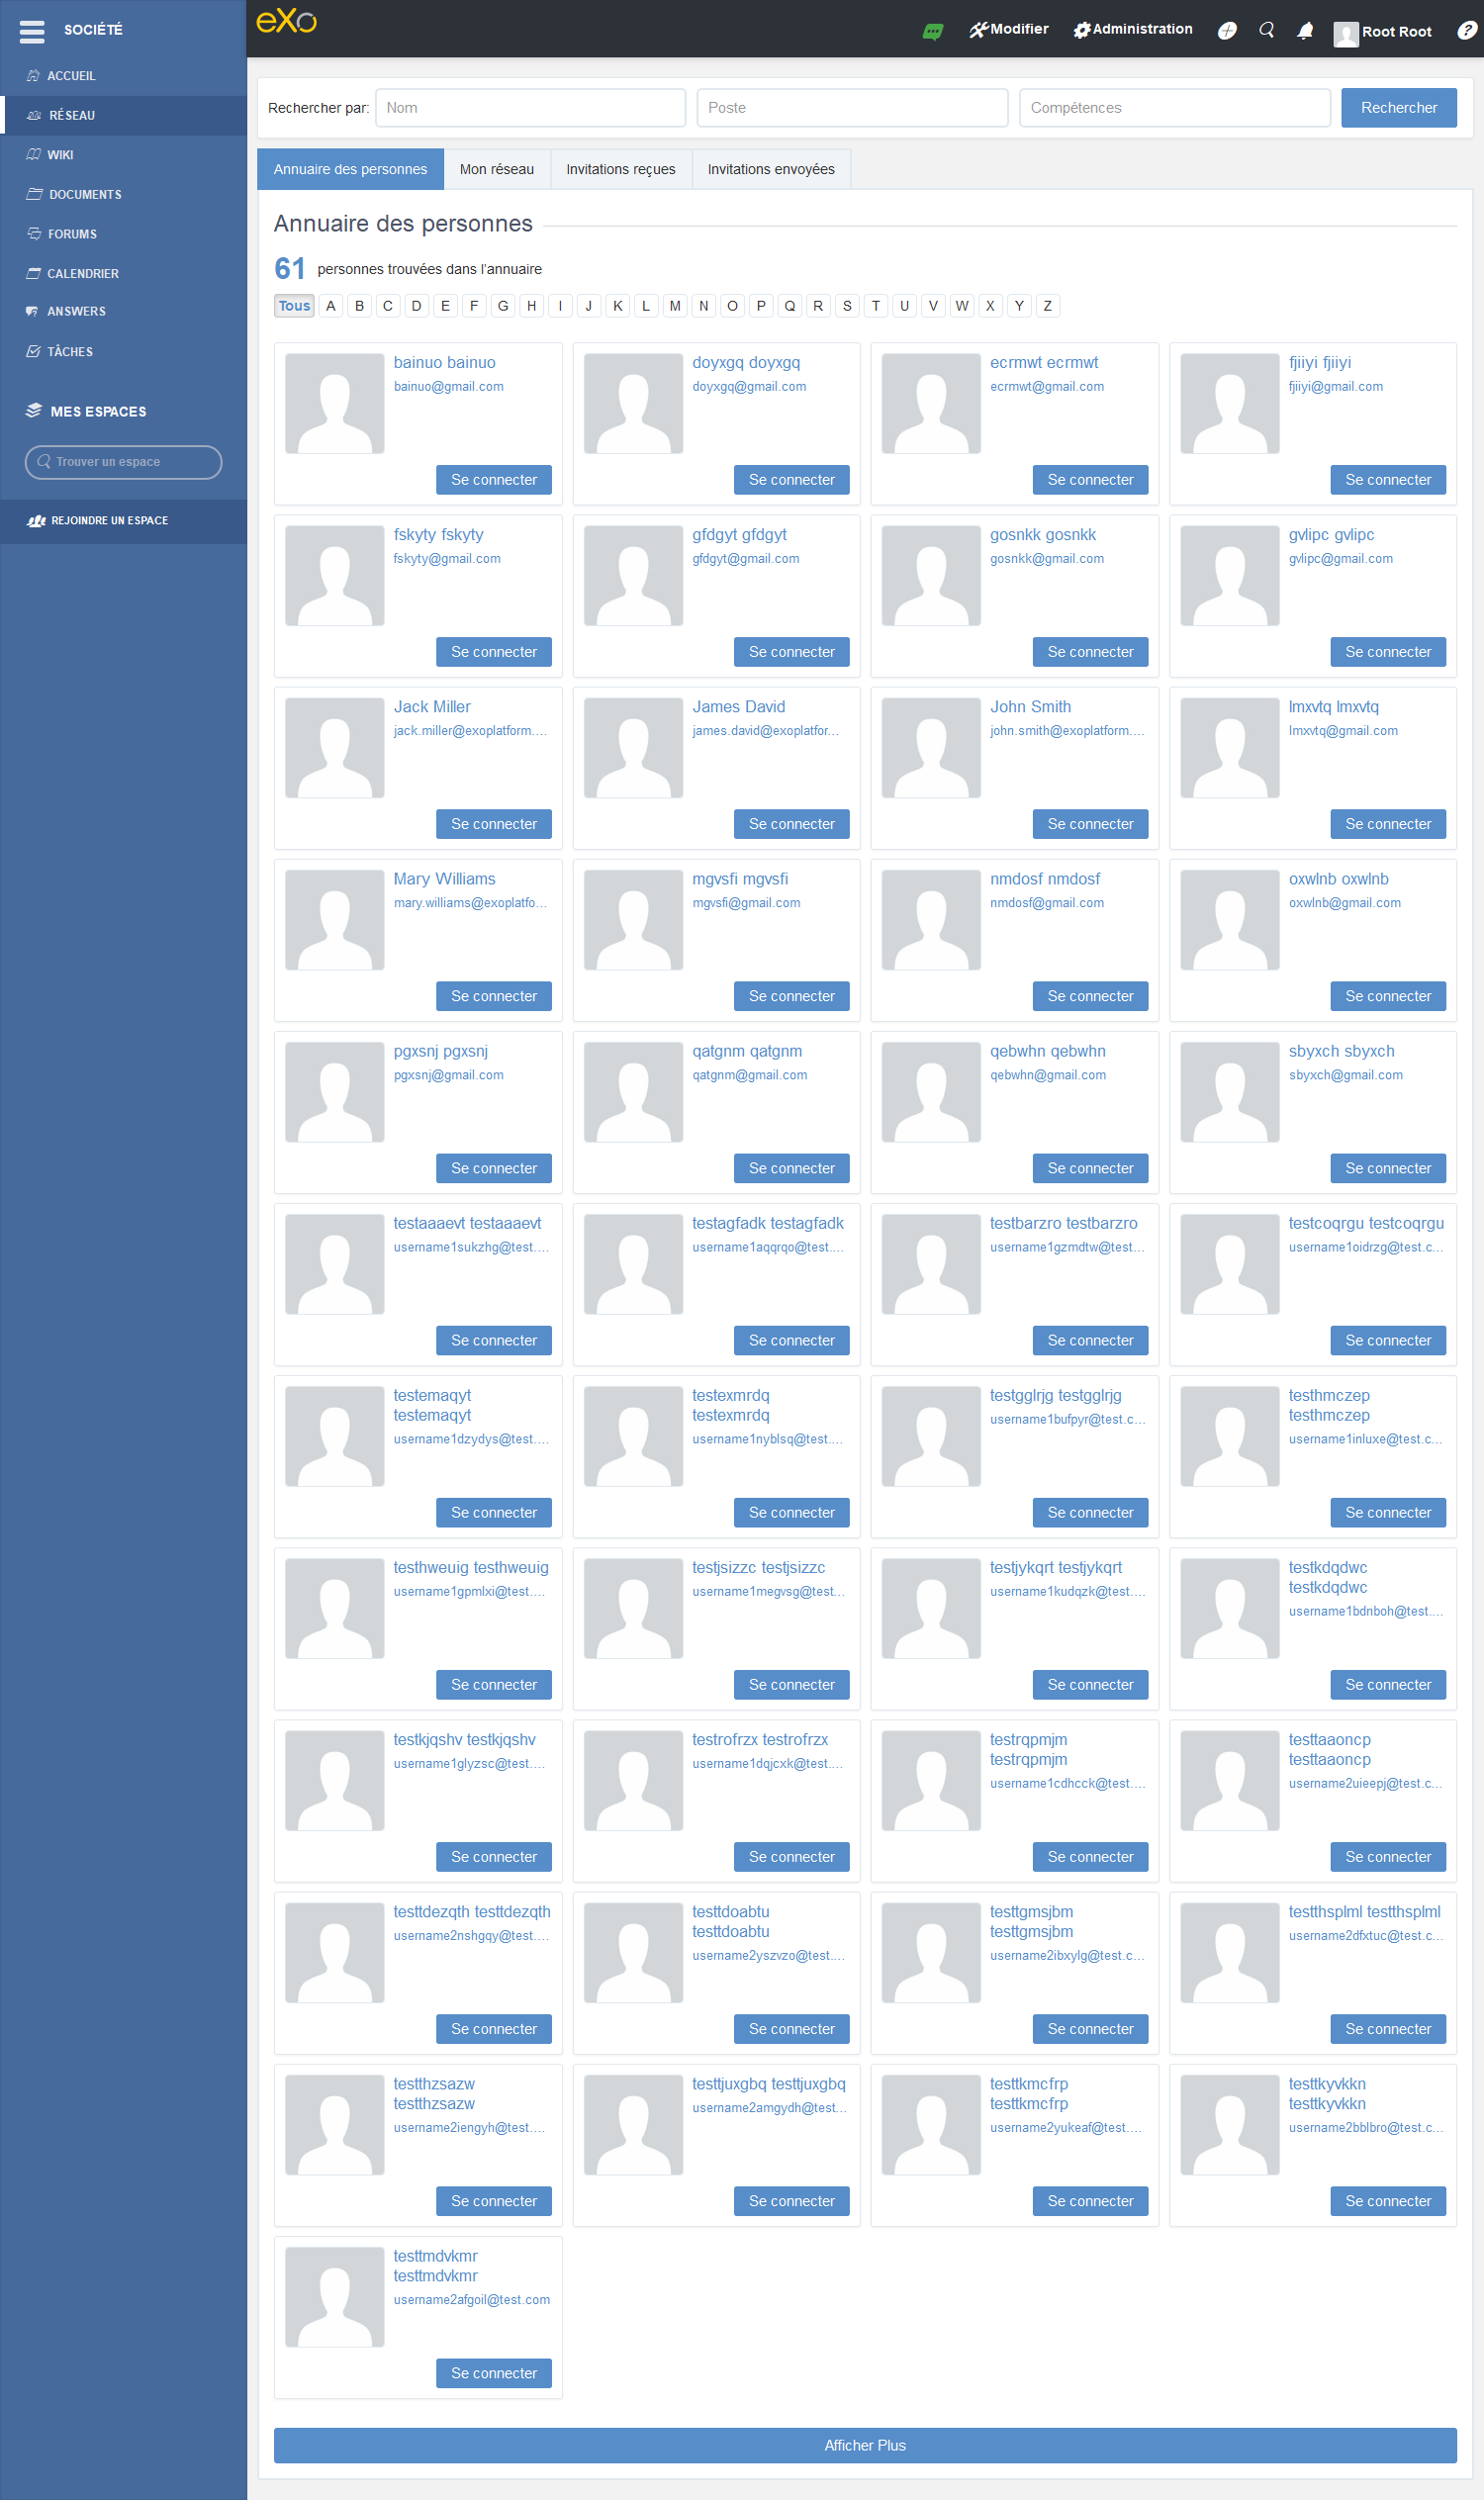 SOCIÉTÉ
eXo
Modifier
Administration
Root Root
?
ACCUEIL
RÉSEAU
WIKI
DOCUMENTS
FORUMS
CALENDRIER
ANSWERS
TÂCHES
MES ESPACES
Trouver un espace
REJOINDRE UN ESPACE
Rechercher par: Nom Poste Compétences Rechercher
Annuaire des personnes Mon réseau Invitations reçues Invitations envoyées
Annuaire des personnes
61 personnes trouvées dans l'annuaire
Tous A B C D E F G H I J K L M N O P Q R S T U V W X Y Z
bainuo bainuo
bainuo@gmail.com
Se connecter
doyxgq doyxgq
doyxgq@gmail.com
Se connecter
ecrmwt ecrmwt
ecrmwt@gmail.com
Se connecter
fjiiyi fjiiyi
fjiiyi@gmail.com
Se connecter
fskyty fskyty
fskyty@gmail.com
Se connecter
gfdgyt gfdgyt
gfdgyt@gmail.com
Se connecter
gosnkk gosnkk
gosnkk@gmail.com
Se connecter
gvlipc gvlipc
gvlipc@gmail.com
Se connecter
Jack Miller
jack.miller@exoplatform....
Se connecter
James David
james.david@exoplatfor...
Se connecter
John Smith
john.smith@exoplatform....
Se connecter
lmxvtq lmxvtq
lmxvtq@gmail.com
Se connecter
Mary Williams
mary.williams@exoplatfo...
Se connecter
mgvsfi mgvsfi
mgvsfi@gmail.com
Se connecter
nmdosf nmdosf
nmdosf@gmail.com
Se connecter
oxwlnb oxwlnb
oxwlnb@gmail.com
Se connecter
pgxsnj pgxsnj
pgxsnj@gmail.com
Se connecter
qatgnm qatgnm
qatgnm@gmail.com
Se connecter
qebwhn qebwhn
qebwhn@gmail.com
Se connecter
sbyxch sbyxch
sbyxch@gmail.com
Se connecter
testaaaevt testaaaevt
username1sukzhg@test....
Se connecter
testagfadk testagfadk
username1aqqrqo@test....
Se connecter
testbarzro testbarzro
username1gzmdtw@test...
Se connecter
testcoqrgu testcoqrgu
username1oidrzg@test.c...
Se connecter
testemaqyt
testemaqyt
username1dzydys@test....
Se connecter
testexmrdq
testexmrdq
username1nyblsq@test....
Se connecter
testgglrjg testgglrjg
username1bufpyr@test.c...
Se connecter
testhmczep
testhmczep
username1inluxe@test.c...
Se connecter
testhweuig testhweuig
username1gpmlxi@test....
Se connecter
testjsizzc testjsizzc
username1megvsg@test...
Se connecter
testjykqrt testjykqrt
username1kudqzk@test....
Se connecter
testkdqdwc
testkdqdwc
username1bdnboh@test....
Se connecter
testkjqshv testkjqshv
username1glyzsc@test....
Se connecter
testrofrzx testrofrzx
username1dqjcxk@test....
Se connecter
testrqpmjm
testrqpmjm
username1cdhcck@test....
Se connecter
testtaaoncp
testtaaoncp
username2uieepj@test.c...
Se connecter
testtdezqth testtdezqth
username2nshgqy@test....
Se connecter
testtdoabtu
testtdoabtu
username2yszvzo@test....
Se connecter
testtgmsjbm
testtgmsjbm
username2ibxylg@test.c...
Se connecter
testthsplml testthsplml
username2dfxtuc@test.c...
Se connecter
testthzsazw
testthzsazw
username2iengyh@test....
Se connecter
testtjuxgbq testtjuxgbq
username2amgydh@test...
Se connecter
testtkmcfrp
testtkmcfrp
username2yukeaf@test....
Se connecter
testtkyvkkn
testtkyvkkn
username2bblbro@test.c...
Se connecter
testtmdvkmr
testtmdvkmr
username2afgoil@test.com
Se connecter
Afficher Plus